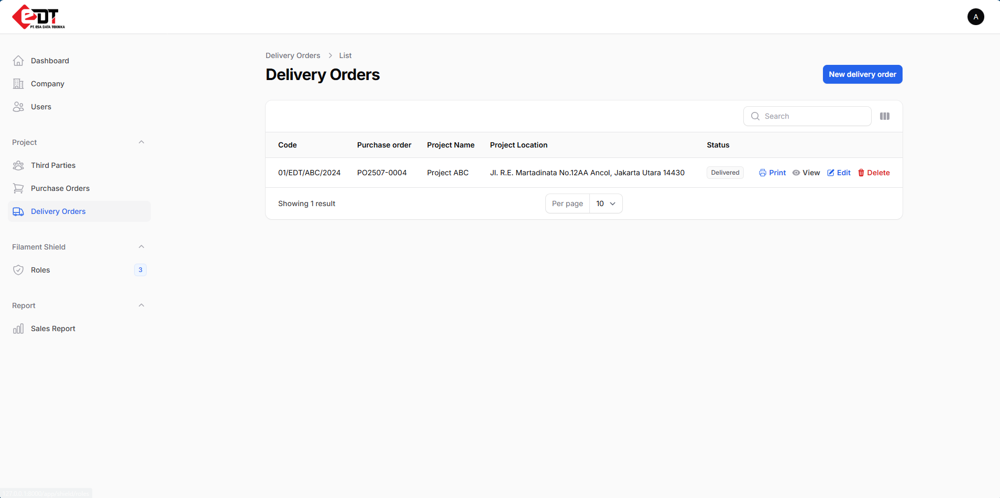 eDT
PT. ESA DATA TEKNIKA
A
Dashboard
Company
Users
Project
Third Parties
Purchase Orders
Delivery Orders
Filament Shield
Roles 3
Report
Sales Report
Delivery Orders > List
Delivery Orders
New delivery order
Search
Code Purchase order Project Name Project Location Status
01/EDT/ABC/2024 PO2507-0004 Project ABC Jl. R.E. Martadinata No.12AA Ancol, Jakarta Utara 14430 Delivered Print View Edit Delete
Showing 1 result Per page 10